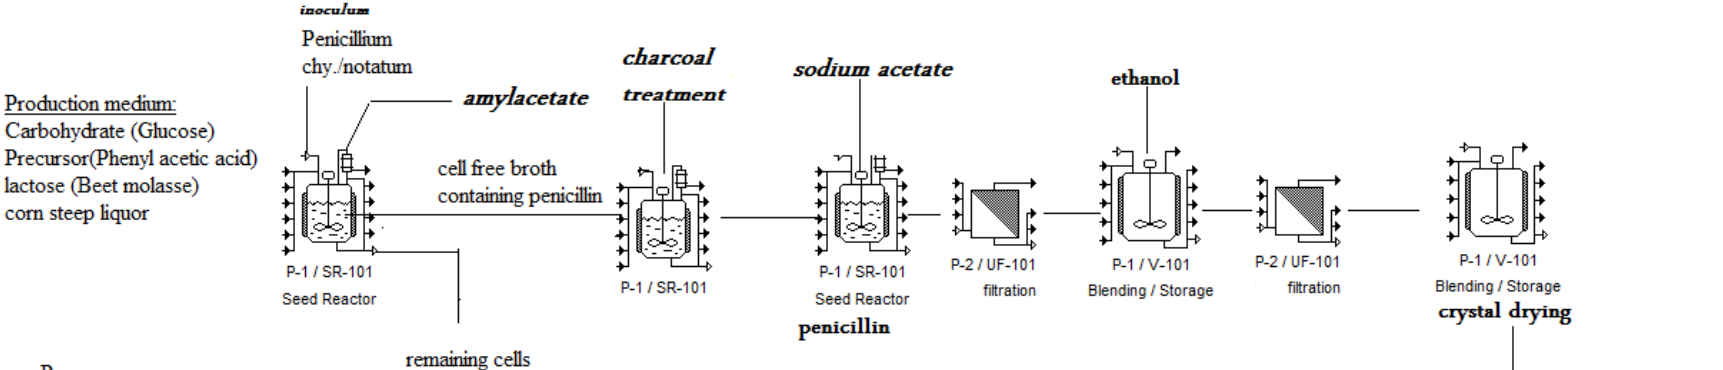 inoculum
Penicillium
chy./notatum
Production medium:
Carbohydrate (Glucose)
Precursor(Phenyl acetic acid)
lactose (Beet molasse)
corn steep liquor
amylacetate
cell free broth
containing penicillin
P-1 / SR-101
Seed Reactor
remaining cells
charcoal
treatment
P-1 / SR-101
sodium acetate
P-1 / SR-101
Seed Reactor
penicillin
P-2 / UF-101
filtration
ethanol
P-1 / V-101
Blending / Storage
P-2 / UF-101
filtration
P-1 / V-101
Blending / Storage
crystal drying